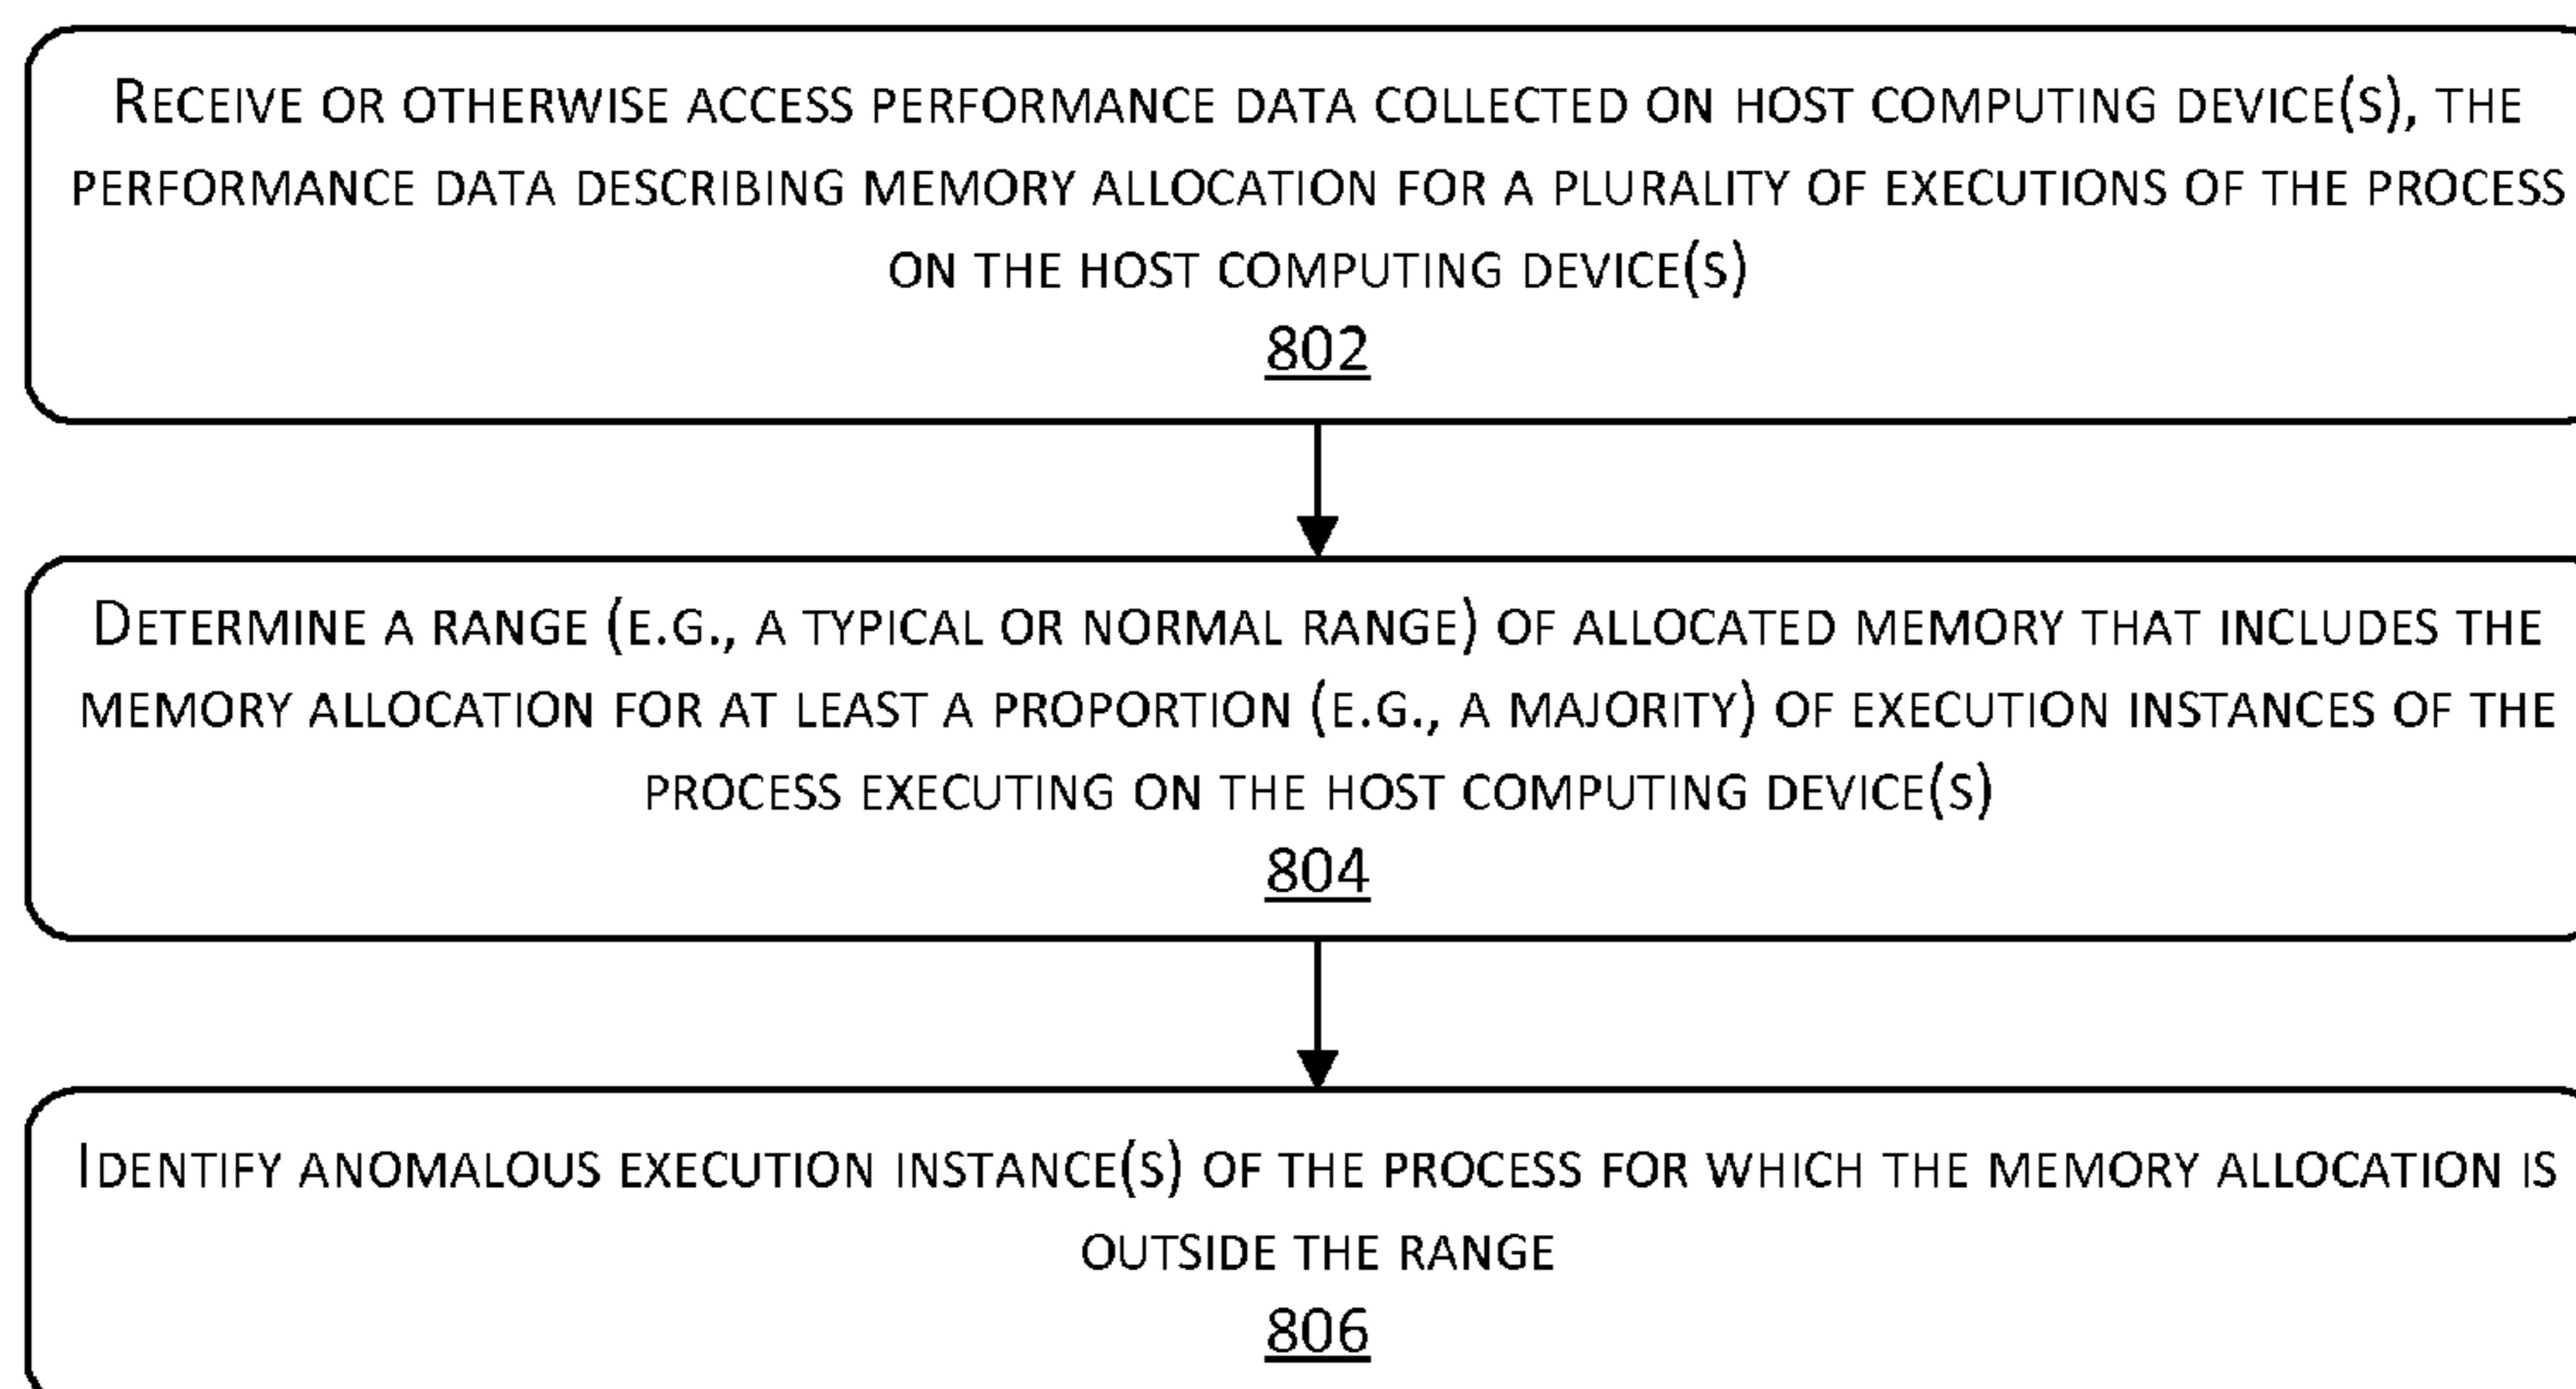 RECEIVE OR OTHERWISE ACCESS PERFORMANCE DATA COLLECTED ON HOST COMPUTING DEVICE(S), THE
PERFORMANCE DATA DESCRIBING MEMORY ALLOCATION FOR A PLURALITY OF EXECUTIONS OF THE PROCESS
ON THE HOST COMPUTING DEVICE(S)
802
DETERMINE A RANGE (E.G., A TYPICAL OR NORMAL RANGE) OF ALLOCATED MEMORY THAT INCLUDES THE
MEMORY ALLOCATION FOR AT LEAST A PROPORTION (E.G., A MAJORITY) OF EXECUTION INSTANCES OF THE
PROCESS EXECUTING ON THE HOST COMPUTING DEVICE(S)
804
IDENTIFY ANOMALOUS EXECUTION INSTANCE(S) OF THE PROCESS FOR WHICH THE MEMORY ALLOCATION IS
OUTSIDE THE RANGE
806